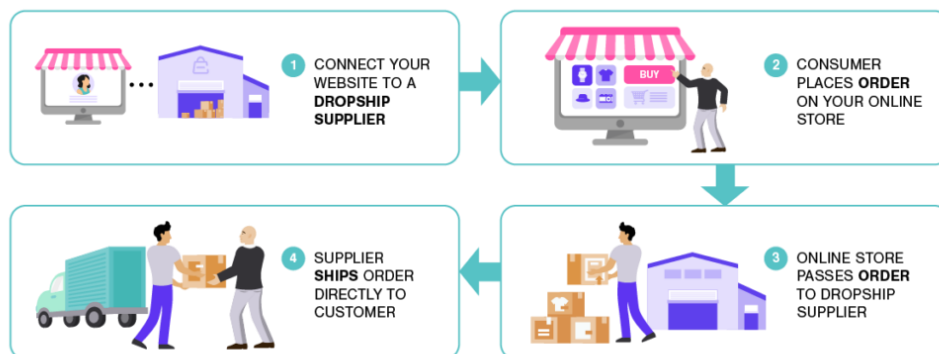 1
CONNECT YOUR
WEBSITE TO A
DROPSHIP
SUPPLIER
BUY
2
CONSUMER
PLACES ORDER
ON YOUR ONLINE
STORE
3
ONLINE STORE
PASSES ORDER
TO DROPSHIP
SUPPLIER
4
SUPPLIER
SHIPS ORDER
DIRECTLY TO
CUSTOMER